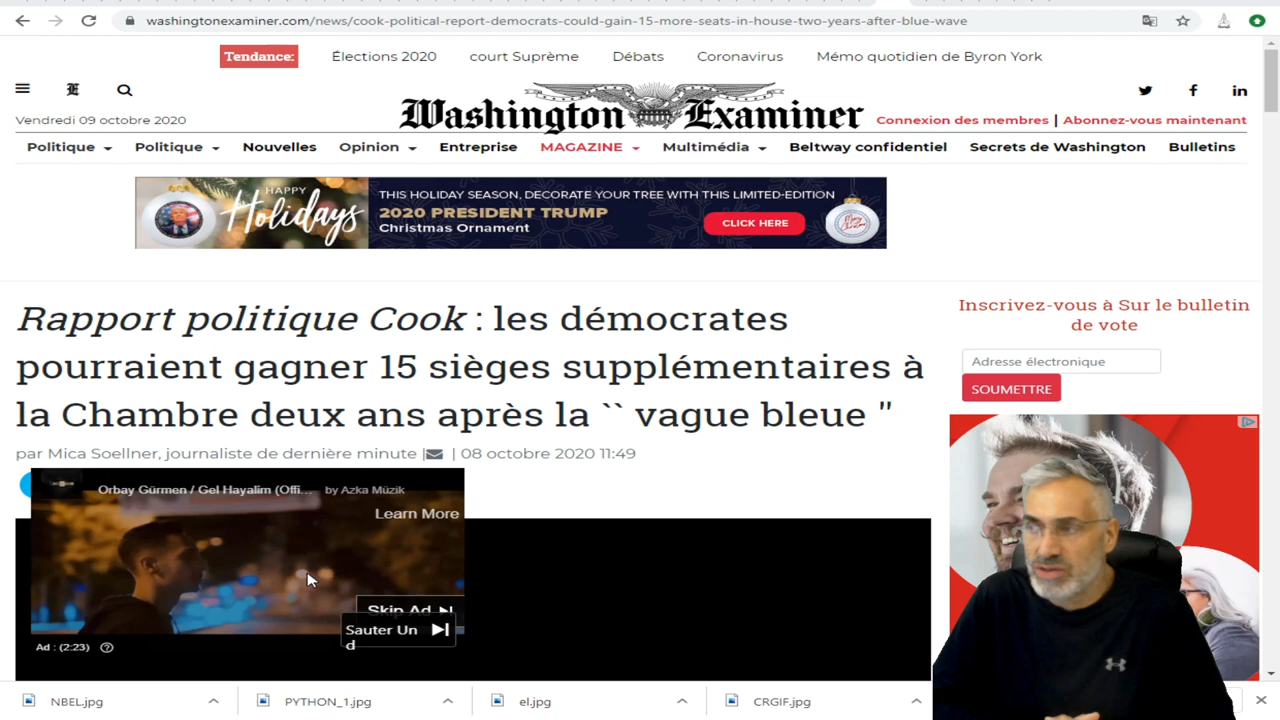 washingtonexaminer.com/news/cook-political-report-democrats-could-gain-15-more-seats-in-house-two-years-after-blue-wave
Tendance: Élections 2020 court Suprême Débats Coronavirus Mémo quotidien de Byron York
Washington Examiner
Vendredi 09 octobre 2020
Connexion des membres | Abonnez-vous maintenant
Politique Politique Nouvelles Opinion Entreprise MAGAZINE Multimédia Beltway confidentiel Secrets de Washington Bulletins
HAPPY
Holidays
THIS HOLIDAY SEASON, DECORATE YOUR TREE WITH THIS LIMITED-EDITION
2020 PRESIDENT TRUMP
Christmas Ornament
CLICK HERE
Rapport politique Cook : les démocrates
pourraient gagner 15 sièges supplémentaires à
la Chambre deux ans après la `` vague bleue "
par Mica Soellner, journaliste de dernière minute | | 08 octobre 2020 11:49
Inscrivez-vous à Sur le bulletin
de vote
Adresse électronique
SOUMETTRE
Orbay Gürmen / Gel Hayalim (Offi... by Azka Müzik
Learn More
Skip Ad
Sauter Un
d
Ad : (2:23)
NBEL.jpg
PYTHON_1.jpg
el.jpg
CRGIF.jpg